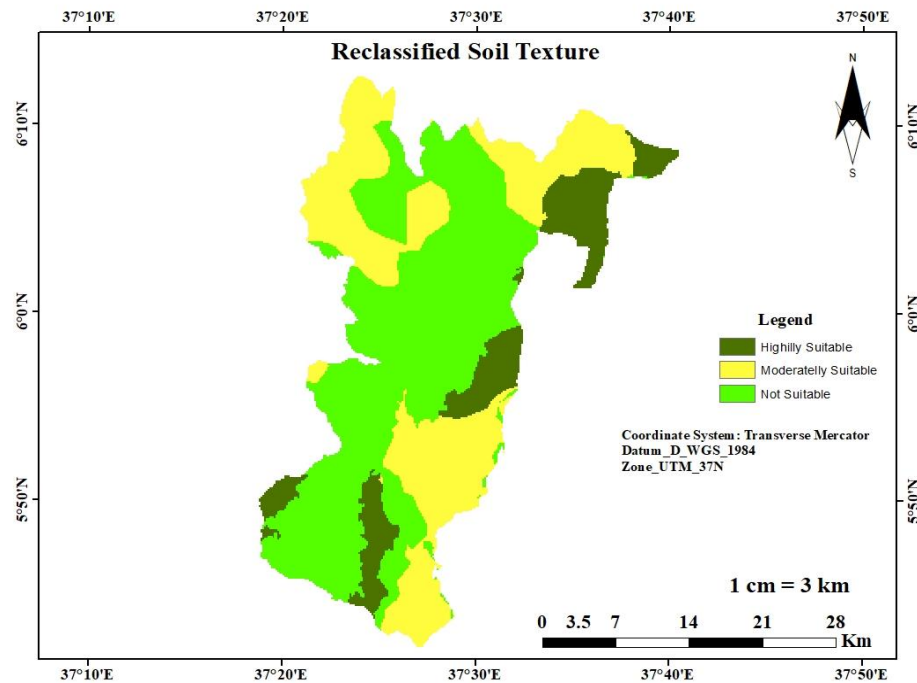 37°10'E 37°20'E 37°30'E 37°40'E 37°50'E
Reclassified Soil Texture
N
S
6°10'N 6°10'N
6°0'N 6°0'N
Legend
Highilly Suitable
Moderatelly Suitable
Not Suitable
Coordinate System: Transverse Mercator
Datum_D_WGS_1984
Zone_UTM_37N
5°50'N 5°50'N
1 cm = 3 km
0 3.5 7 14 21 28
Km
37°10'E 37°20'E 37°30'E 37°40'E 37°50'E